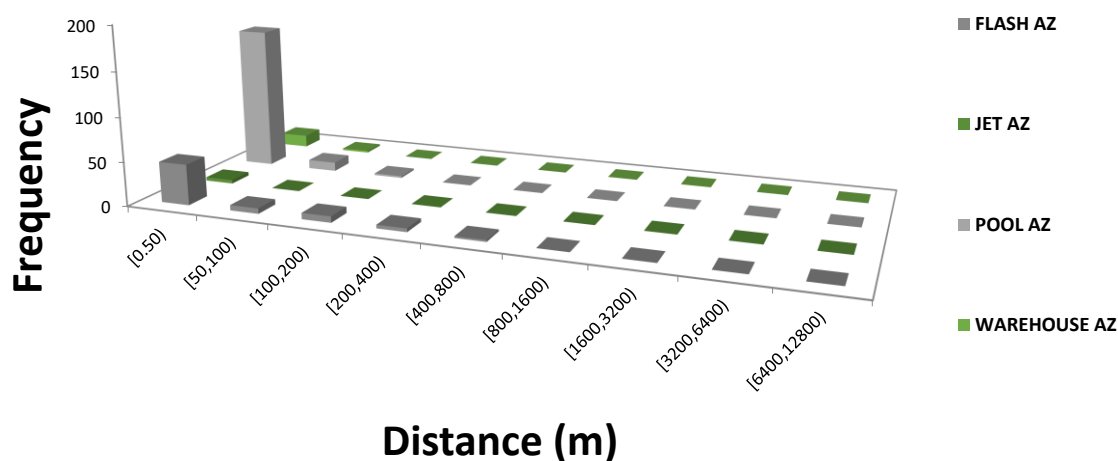 200
150
100
50
0
Frequency
[0.50)
[50,100)
[100,200)
[200,400)
[400,800)
[800,1600)
[1600,3200)
[3200,6400)
[6400,12800)
Distance (m)
FLASH AZ
JET AZ
POOL AZ
WAREHOUSE AZ